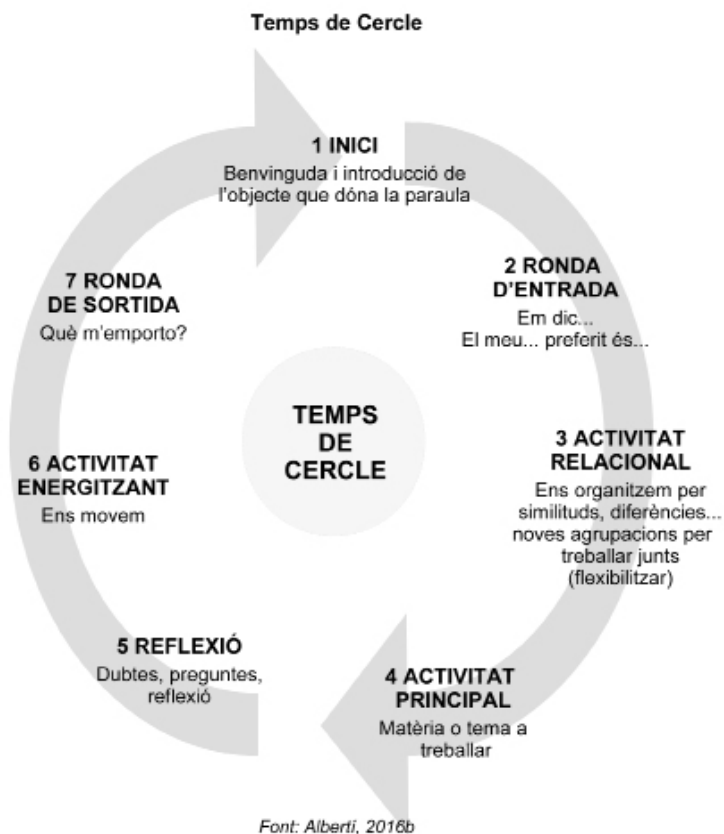 Temps de Cercle
1 INICI
Benvinguda i introducció de
l'objecte que dóna la paraula
2 RONDA
D'ENTRADA
Em dic...
El meu... preferit és...
3 ACTIVITAT
RELACIONAL
Ens organitzem per
similituds, diferències...
noves agrupacions per
treballar junts
(flexibilitzar)
4 ACTIVITAT
PRINCIPAL
Matèria o tema a
treballar
5 REFLEXIÓ
Dubtes, preguntes,
reflexió
6 ACTIVITAT
ENERGITZANT
Ens movem
7 RONDA
DE SORTIDA
Què m'emporto?
TEMPS
DE
CERCLE
Font: Albertí, 2016b